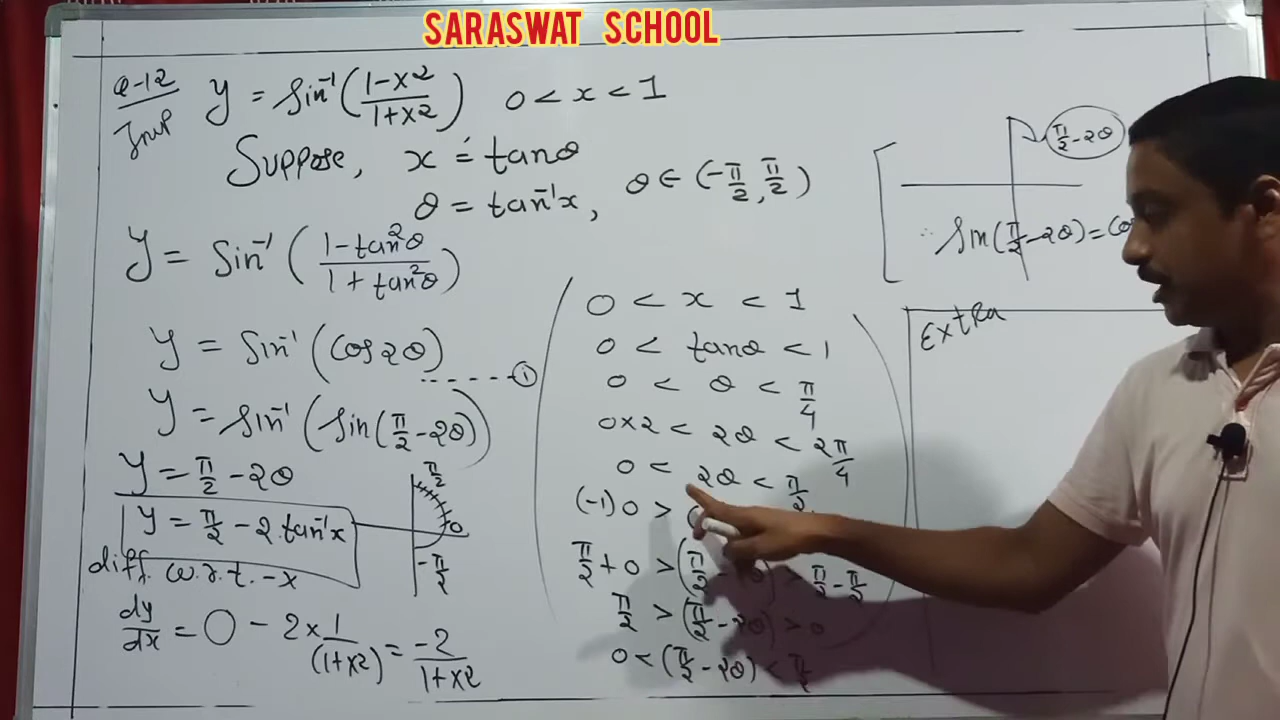 SARASWAT SCHOOL
Q-12
Imp
y = Sin⁻¹(1-x²/1+x²) 0 < x < 1
Suppose, x = tanθ
θ = tan⁻¹x, θ ∈ (-π/2, π/2)
y = Sin⁻¹(1-tan²θ/1+tan²θ)
y = Sin⁻¹(Cos2θ) ------①
y = Sin⁻¹(Sin(π/2-2θ))
y = π/2-2θ
y = π/2 - 2.tan⁻¹x
diff. w.r.t.-x
dy/dx = 0 - 2×1/(1+x²) = -2/1+x²
π/2
0
-π/2
0 < x < 1
0 < tanθ < 1
0 < θ < π/4
0×2 < 2θ < 2π/4
0 < 2θ < π/2
(-1)0 >
π/2+0 > (π/2-2θ) > π/2-π/2
π/2 > (π/2-2θ) > 0
0 < (π/2-2θ) < π/2
π/2-2θ
∵ Sin(π/2-2θ)=Co
Extra